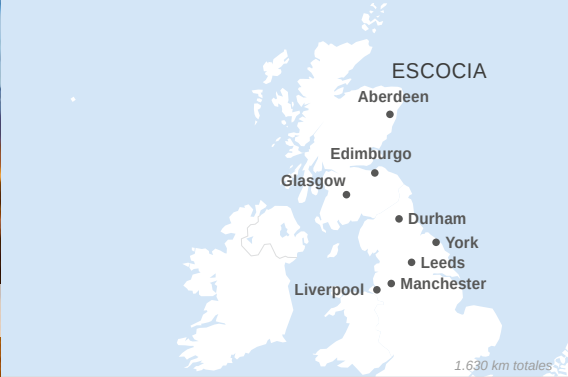 ESCOCIA
Aberdeen
Edimburgo
Glasgow
Durham
York
Leeds
Manchester
Liverpool
1.630 km totales